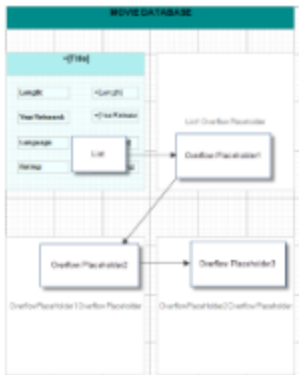 MOVIE DATABASE
=[Title]
Length =[Length]
List Overflow Placeholder
Year Released =[Year Release
Language
List
Overflow Placeholder1
Rating
Overflow Placeholder2
Overflow Placeholder3
OverflowPlaceholder1 Overflow Placeholder
OverflowPlaceholder2 Overflow Placeholder